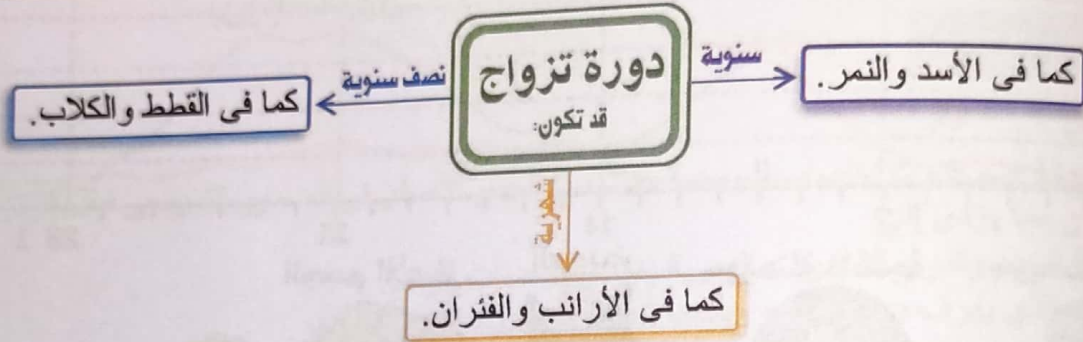 دورة تزاوج
قد تكون:
سنوية
كما فى الأسد والنمر.
نصف سنوية
كما فى القطط والكلاب.
شهرية
كما فى الأرانب والفئران.